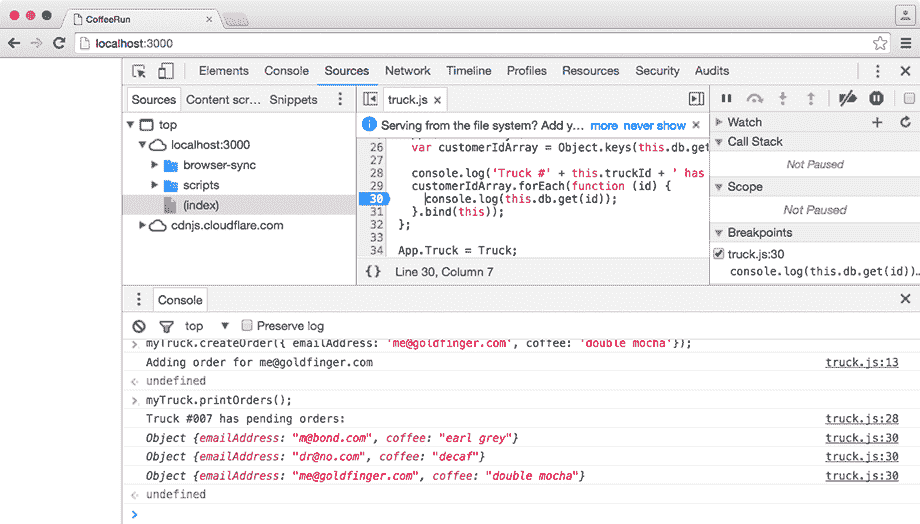 CoffeeRun
localhost:3000
Elements Console Sources Network Timeline Profiles Resources Security Audits
Sources Content scr... Snippets
truck.js
top
localhost:3000
browser-sync
scripts
(index)
cdnjs.cloudflare.com
Serving from the file system? Add y... more never show
26 var customerIdArray = Object.keys(this.db.get
27
28 console.log('Truck #' + this.truckId + ' has
29 customerIdArray.forEach(function (id) {
30 console.log(this.db.get(id));
31 }.bind(this));
32 };
33
34 App.Truck = Truck;
{} Line 30, Column 7
Watch
Call Stack
Not Paused
Scope
Not Paused
Breakpoints
truck.js:30
console.log(this.db.get(id))...
Console
top Preserve log
myTruck.createOrder({ emailAddress: 'me@goldfinger.com', coffee: 'double mocha'});
Adding order for me@goldfinger.com truck.js:13
undefined
myTruck.printOrders();
Truck #007 has pending orders: truck.js:28
Object {emailAddress: "m@bond.com", coffee: "earl grey"} truck.js:30
Object {emailAddress: "dr@no.com", coffee: "decaf"} truck.js:30
Object {emailAddress: "me@goldfinger.com", coffee: "double mocha"} truck.js:30
undefined